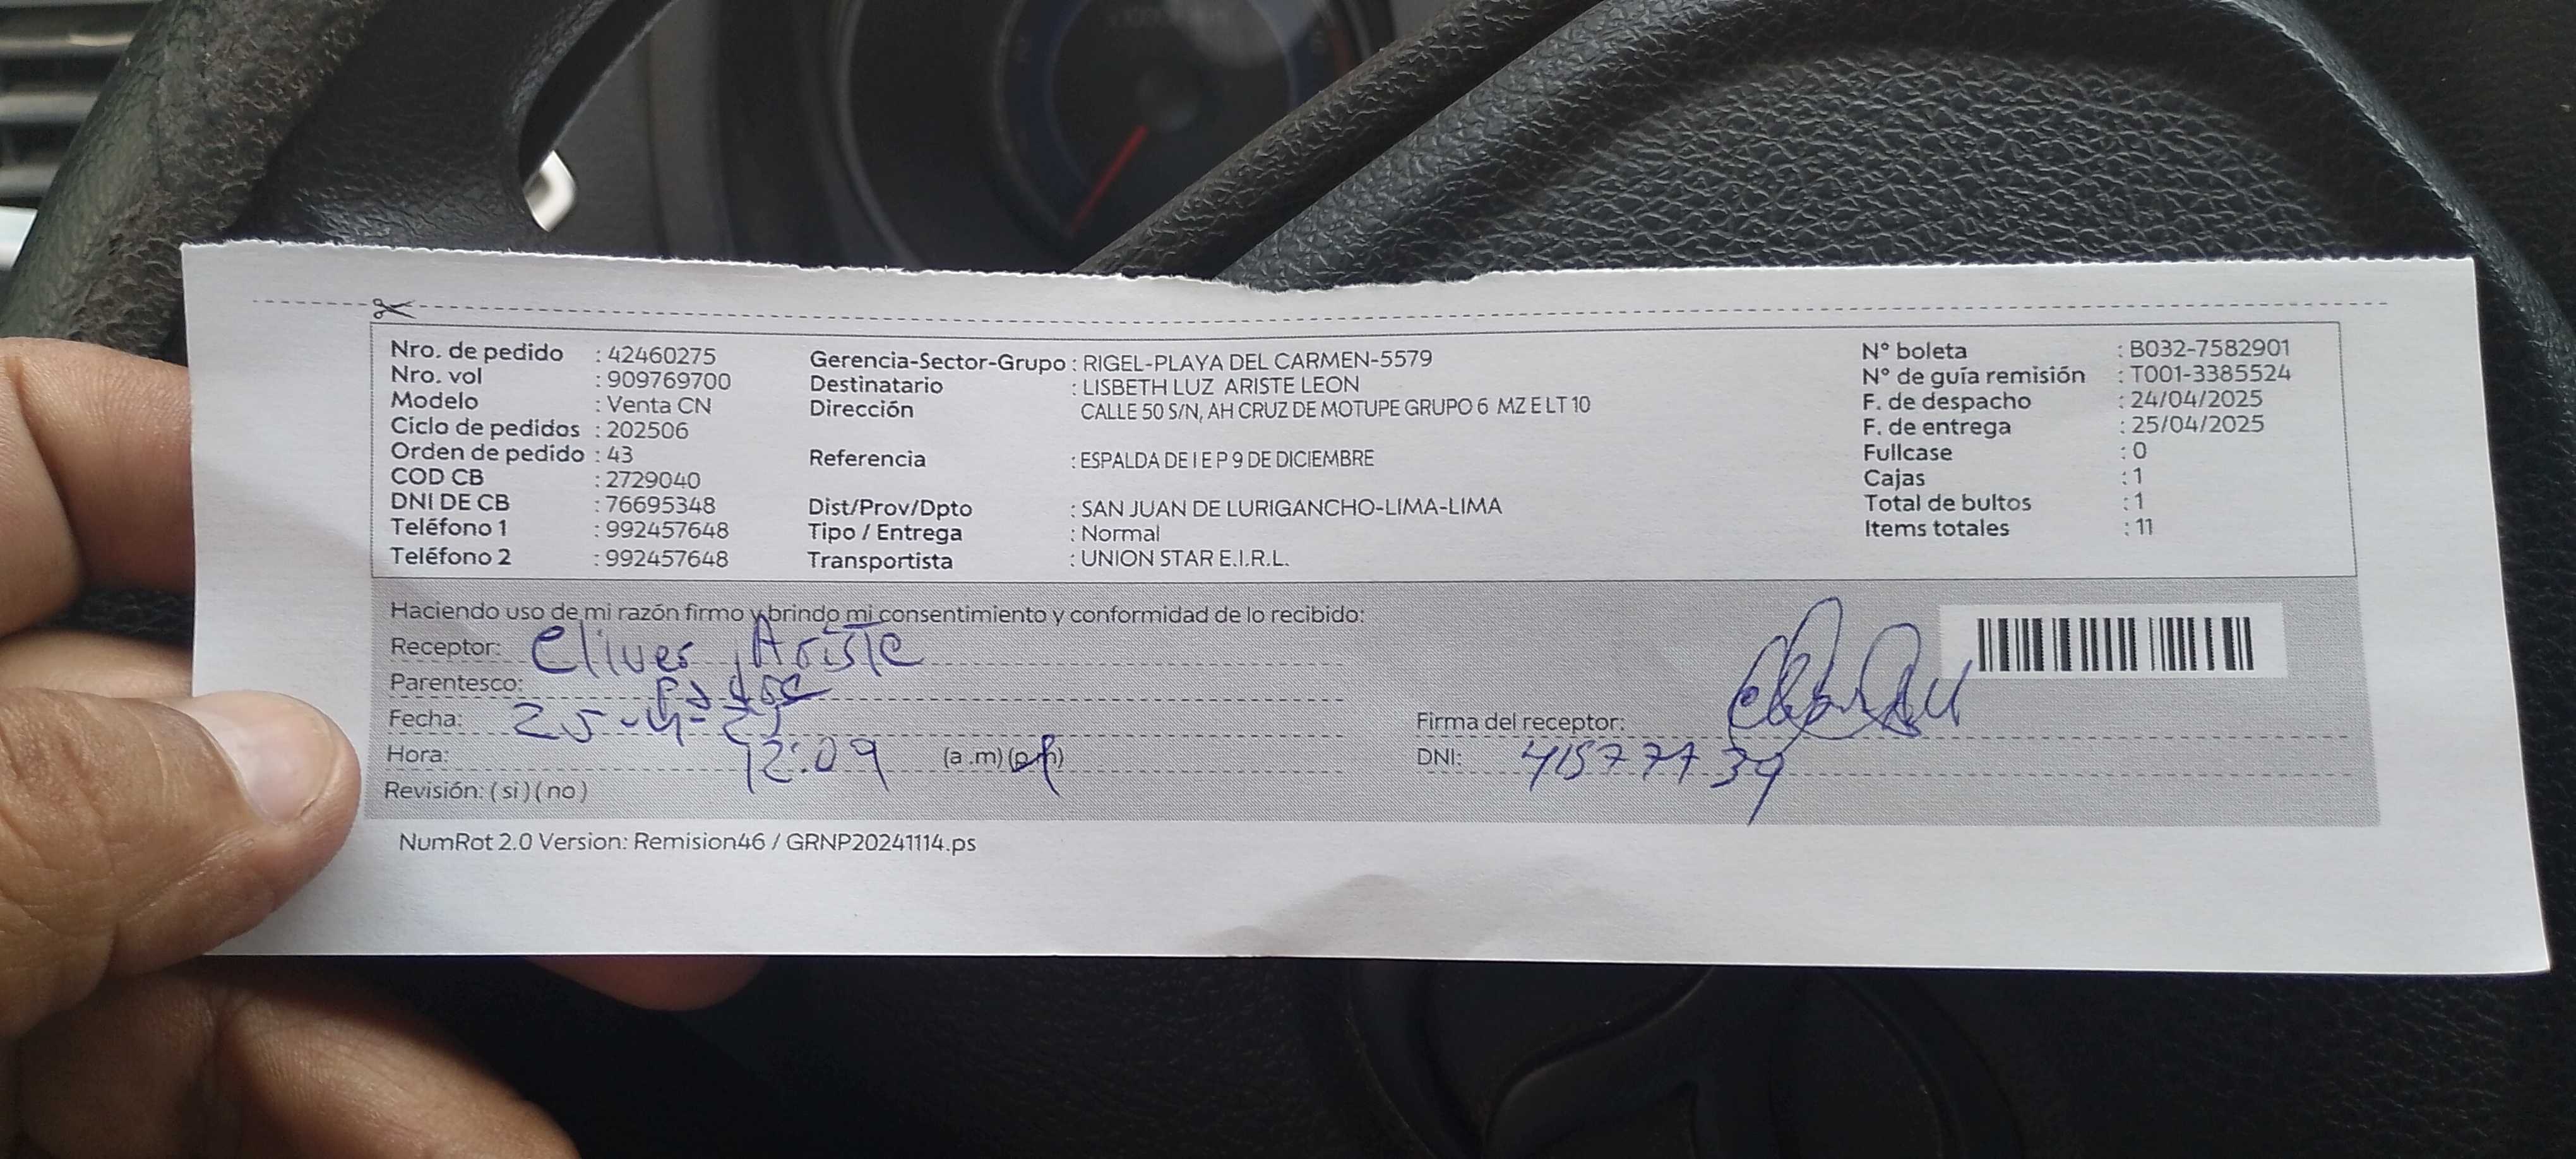 Nro. de pedido : 42460275
Nro. vol : 909769700
Modelo : Venta CN
Ciclo de pedidos : 202506
Orden de pedido : 43
COD CB : 2729040
DNI DE CB : 76695348
Teléfono 1 : 992457648
Teléfono 2 : 992457648
Gerencia-Sector-Grupo : RIGEL-PLAYA DEL CARMEN-5579
Destinatario : LISBETH LUZ ARISTE LEON
Dirección CALLE 50 S/N, AH CRUZ DE MOTUPE GRUPO 6 MZ E LT 10
Referencia : ESPALDA DE I E P 9 DE DICIEMBRE
Dist/Prov/Dpto : SAN JUAN DE LURIGANCHO-LIMA-LIMA
Tipo / Entrega : Normal
Transportista : UNION STAR E.I.R.L.
N° boleta : B032-7582901
N° de guía remisión : T001-3385524
F. de despacho : 24/04/2025
F. de entrega : 25/04/2025
Fullcase : 0
Cajas : 1
Total de bultos : 1
Items totales : 11
Haciendo uso de mi razón firmo y brindo mi consentimiento y conformidad de lo recibido:
Receptor: Cliver Ariste
Parentesco: Padre
Fecha: 25-4-25
Hora: 12:09 (a.m) (p.m)
Revisión: (si) (no)
Firma del receptor:
DNI: 41577739
NumRot 2.0 Version: Remision46 / GRNP20241114.ps